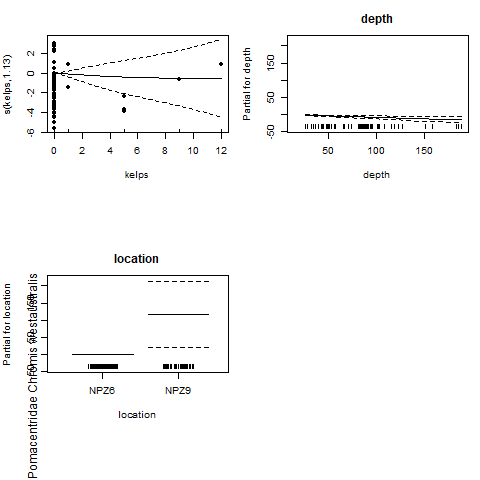 s(kelps,1.13)
2
0
-2
-4
-6
0 2 4 6 8 10 12
kelps
depth
Partial for depth
150
50
-50
50 100 150
depth
location
Pomacentridae Chromis westaustralis
Partial for location
NPZ6 NPZ9
location